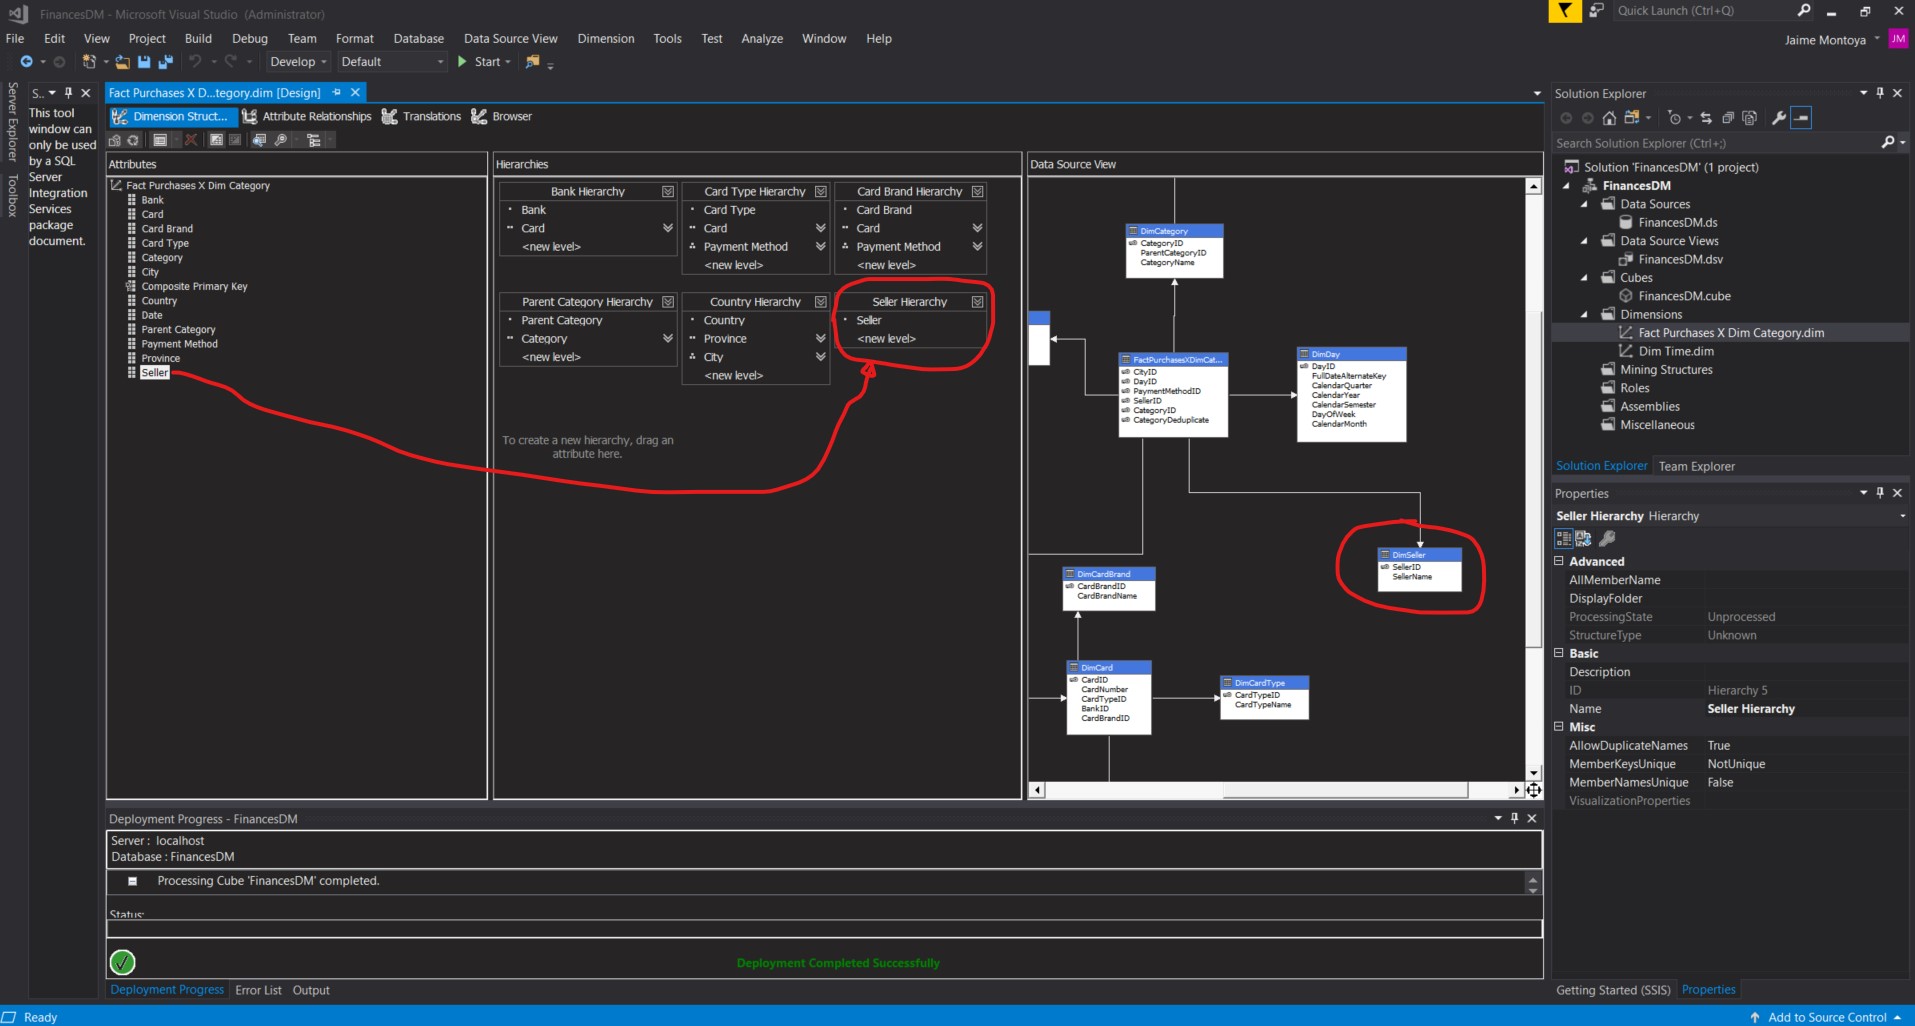 FinancesDM - Microsoft Visual Studio (Administrator)
Quick Launch (Ctrl+Q)
File Edit View Project Build Debug Team Format Database Data Source View Dimension Tools Test Analyze Window Help
Jaime Montoya JM
Develop Default Start
Server Explorer
Toolbox
S..
This tool
window can
only be used
by a SQL
Server
Integration
Services
package
document.
Fact Purchases X D...tegory.dim [Design]
Dimension Struct... Attribute Relationships Translations Browser
Attributes
Fact Purchases X Dim Category
Bank
Card
Card Brand
Card Type
Category
City
Composite Primary Key
Country
Date
Parent Category
Payment Method
Province
Seller
Hierarchies
Bank Hierarchy
Bank
Card
<new level>
Card Type Hierarchy
Card Type
Card
Payment Method
<new level>
Card Brand Hierarchy
Card Brand
Card
Payment Method
<new level>
Parent Category Hierarchy
Parent Category
Category
<new level>
Country Hierarchy
Country
Province
City
<new level>
Seller Hierarchy
Seller
<new level>
To create a new hierarchy, drag an
attribute here.
Data Source View
DimCategory
CategoryID
ParentCategoryID
CategoryName
FactPurchasesXDimCat...
CityID
DayID
PaymentMethodID
SellerID
CategoryID
CategoryDeduplicate
DimDay
DayID
FullDateAlternateKey
CalendarQuarter
CalendarYear
CalendarSemester
DayOfWeek
CalendarMonth
DimSeller
SellerID
SellerName
DimCardBrand
CardBrandID
CardBrandName
DimCard
CardID
CardNumber
CardTypeID
BankID
CardBrandID
DimCardType
CardTypeID
CardTypeName
Solution Explorer
Search Solution Explorer (Ctrl+;)
Solution 'FinancesDM' (1 project)
FinancesDM
Data Sources
FinancesDM.ds
Data Source Views
FinancesDM.dsv
Cubes
FinancesDM.cube
Dimensions
Fact Purchases X Dim Category.dim
Dim Time.dim
Mining Structures
Roles
Assemblies
Miscellaneous
Solution Explorer Team Explorer
Properties
Seller Hierarchy Hierarchy
Advanced
AllMemberName
DisplayFolder
ProcessingState Unprocessed
StructureType Unknown
Basic
Description
ID Hierarchy 5
Name Seller Hierarchy
Misc
AllowDuplicateNames True
MemberKeysUnique NotUnique
MemberNamesUnique False
VisualizationProperties
Getting Started (SSIS) Properties
Deployment Progress - FinancesDM
Server : localhost
Database : FinancesDM
Processing Cube 'FinancesDM' completed.
Status:
Deployment Completed Successfully
Deployment Progress Error List Output
Ready
Add to Source Control